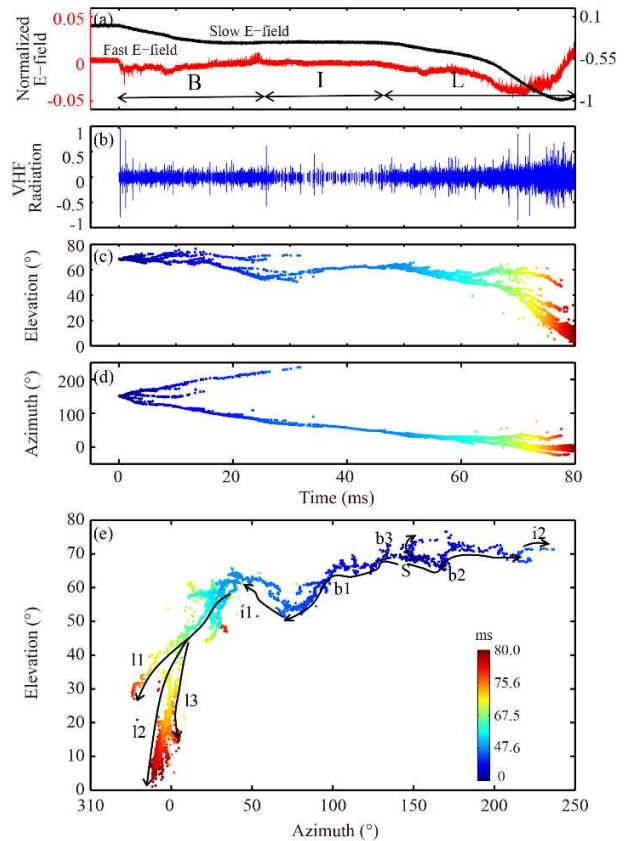 (a)
Normalized
E−field
0.05
0
-0.05
Slow E−field
Fast E−field
B
I
L
0.1
-0.55
-1
(b)
VHF
Radiation
1
0.5
0
-0.5
-1
(c)
Elevation (°)
80
60
40
20
0
(d)
Azimuth (°)
200
100
0
0
20
40
60
80
Time (ms)
(e)
Elevation (°)
80
70
60
50
40
30
20
10
0
b3
i2
S
b2
b1
i1
l1
l3
l2
ms
80.0
75.6
67.6
47.6
0
310
0
50
100
150
200
250
Azimuth (°)